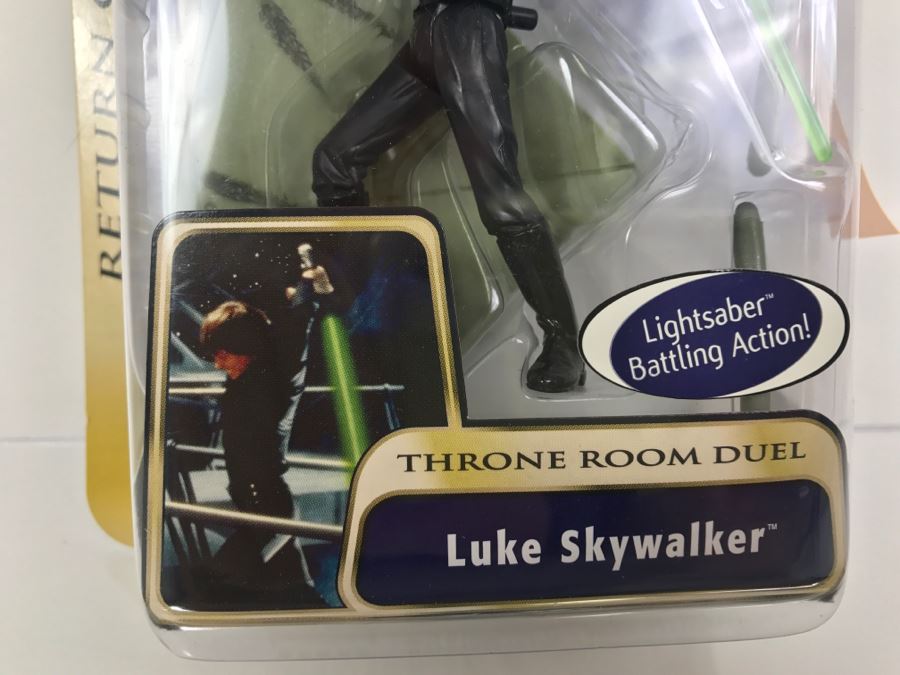 RETURN
Lightsaber™
Battling Action!
THRONE ROOM DUEL
Luke Skywalker™